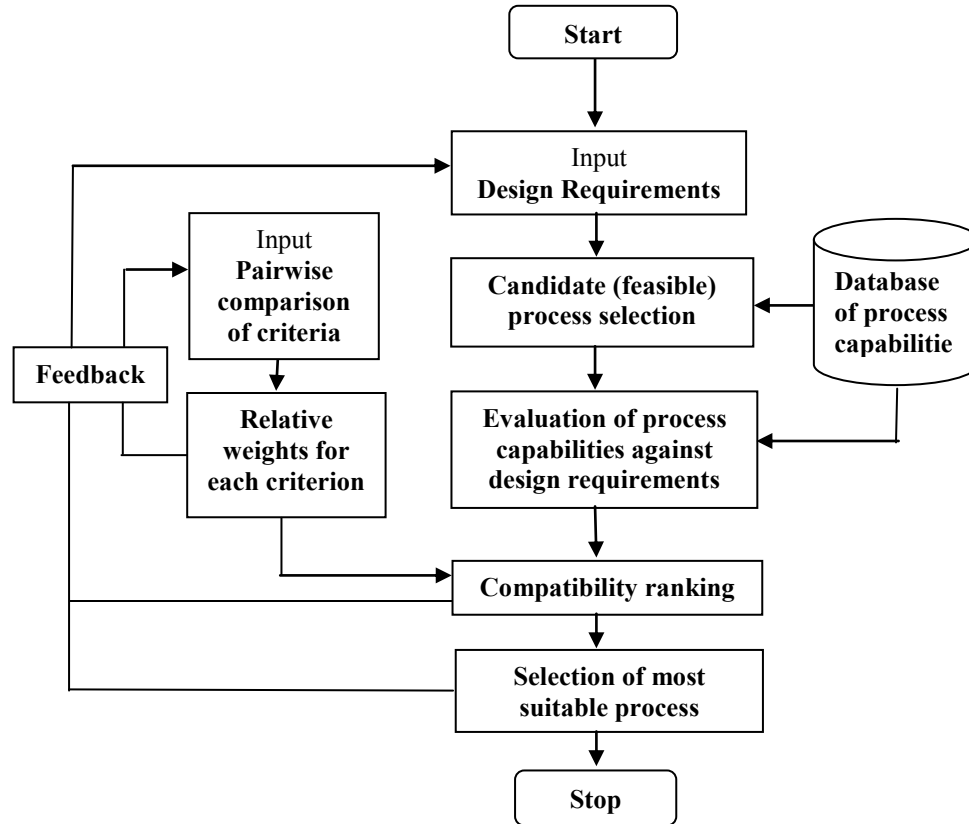 Start
Input
Design Requirements
Input
Pairwise
comparison
of criteria
Candidate (feasible)
process selection
Database
of process
capabilitie
Feedback
Relative
weights for
each criterion
Evaluation of process
capabilities against
design requirements
Compatibility ranking
Selection of most
suitable process
Stop